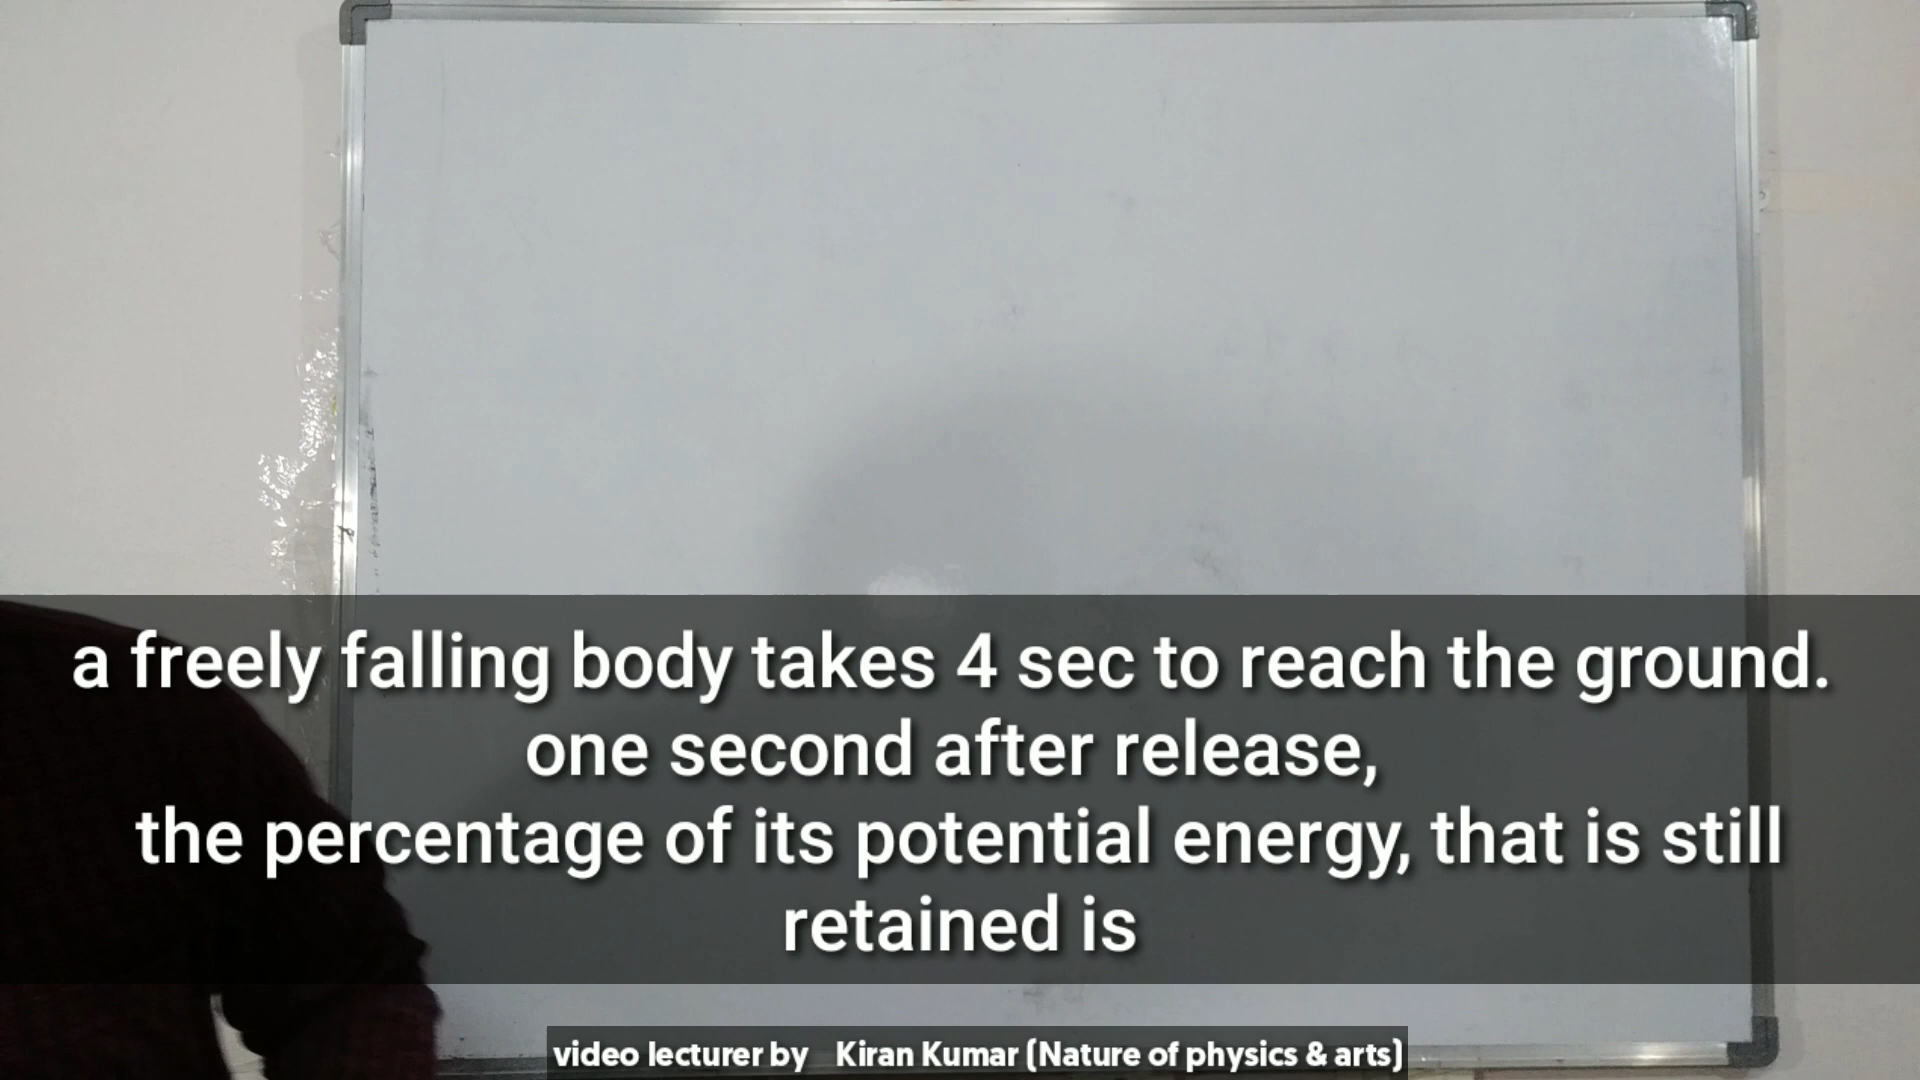 a freely falling body takes 4 sec to reach the ground.
one second after release,
the percentage of its potential energy, that is still
retained is
video lecturer by Kiran Kumar (Nature of physics & arts)